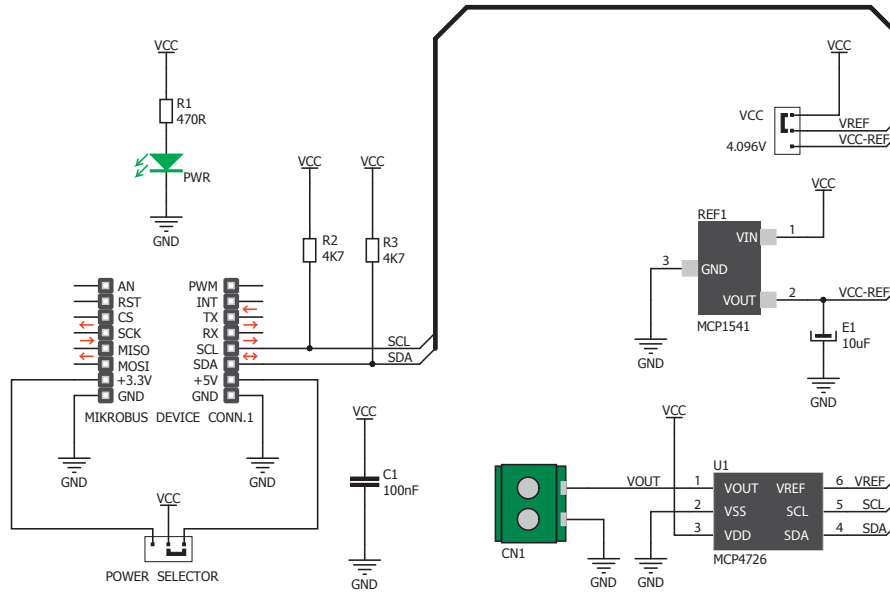 VCC
R1
470R
PWR
GND
VCC
VCC
R2
4K7
R3
4K7
AN
RST
CS
SCK
MISO
MOSI
+3.3V
GND
PWM
INT
TX
RX
SCL
SDA
+5V
GND
SCL
SDA
MIKROBUS DEVICE CONN.1
GND
GND
VCC
POWER SELECTOR
VCC
C1
100nF
GND
VCC
VCC
4.096V
VREF
VCC-REF
VCC
REF1
VIN
1
3
GND
VOUT
2
VCC-REF
MCP1541
GND
E1
10uF
GND
VCC
CN1
VOUT
GND
GND
U1
1
VOUT
VREF
6
VREF
2
VSS
SCL
5
SCL
3
VDD
SDA
4
SDA
MCP4726